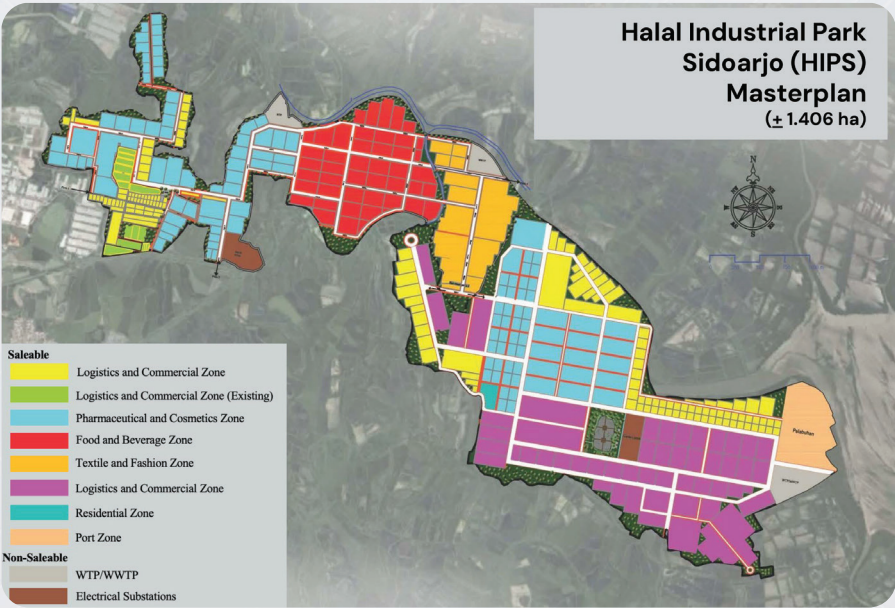 Halal Industrial Park
Sidoarjo (HIPS)
Masterplan
(± 1.406 ha)
N
S
Pelabuhan
Saleable
Logistics and Commercial Zone
Logistics and Commercial Zone (Existing)
Pharmaceutical and Cosmetics Zone
Food and Beverage Zone
Textile and Fashion Zone
Logistics and Commercial Zone
Residential Zone
Port Zone
Non-Saleable
WTP/WWTP
Electrical Substations